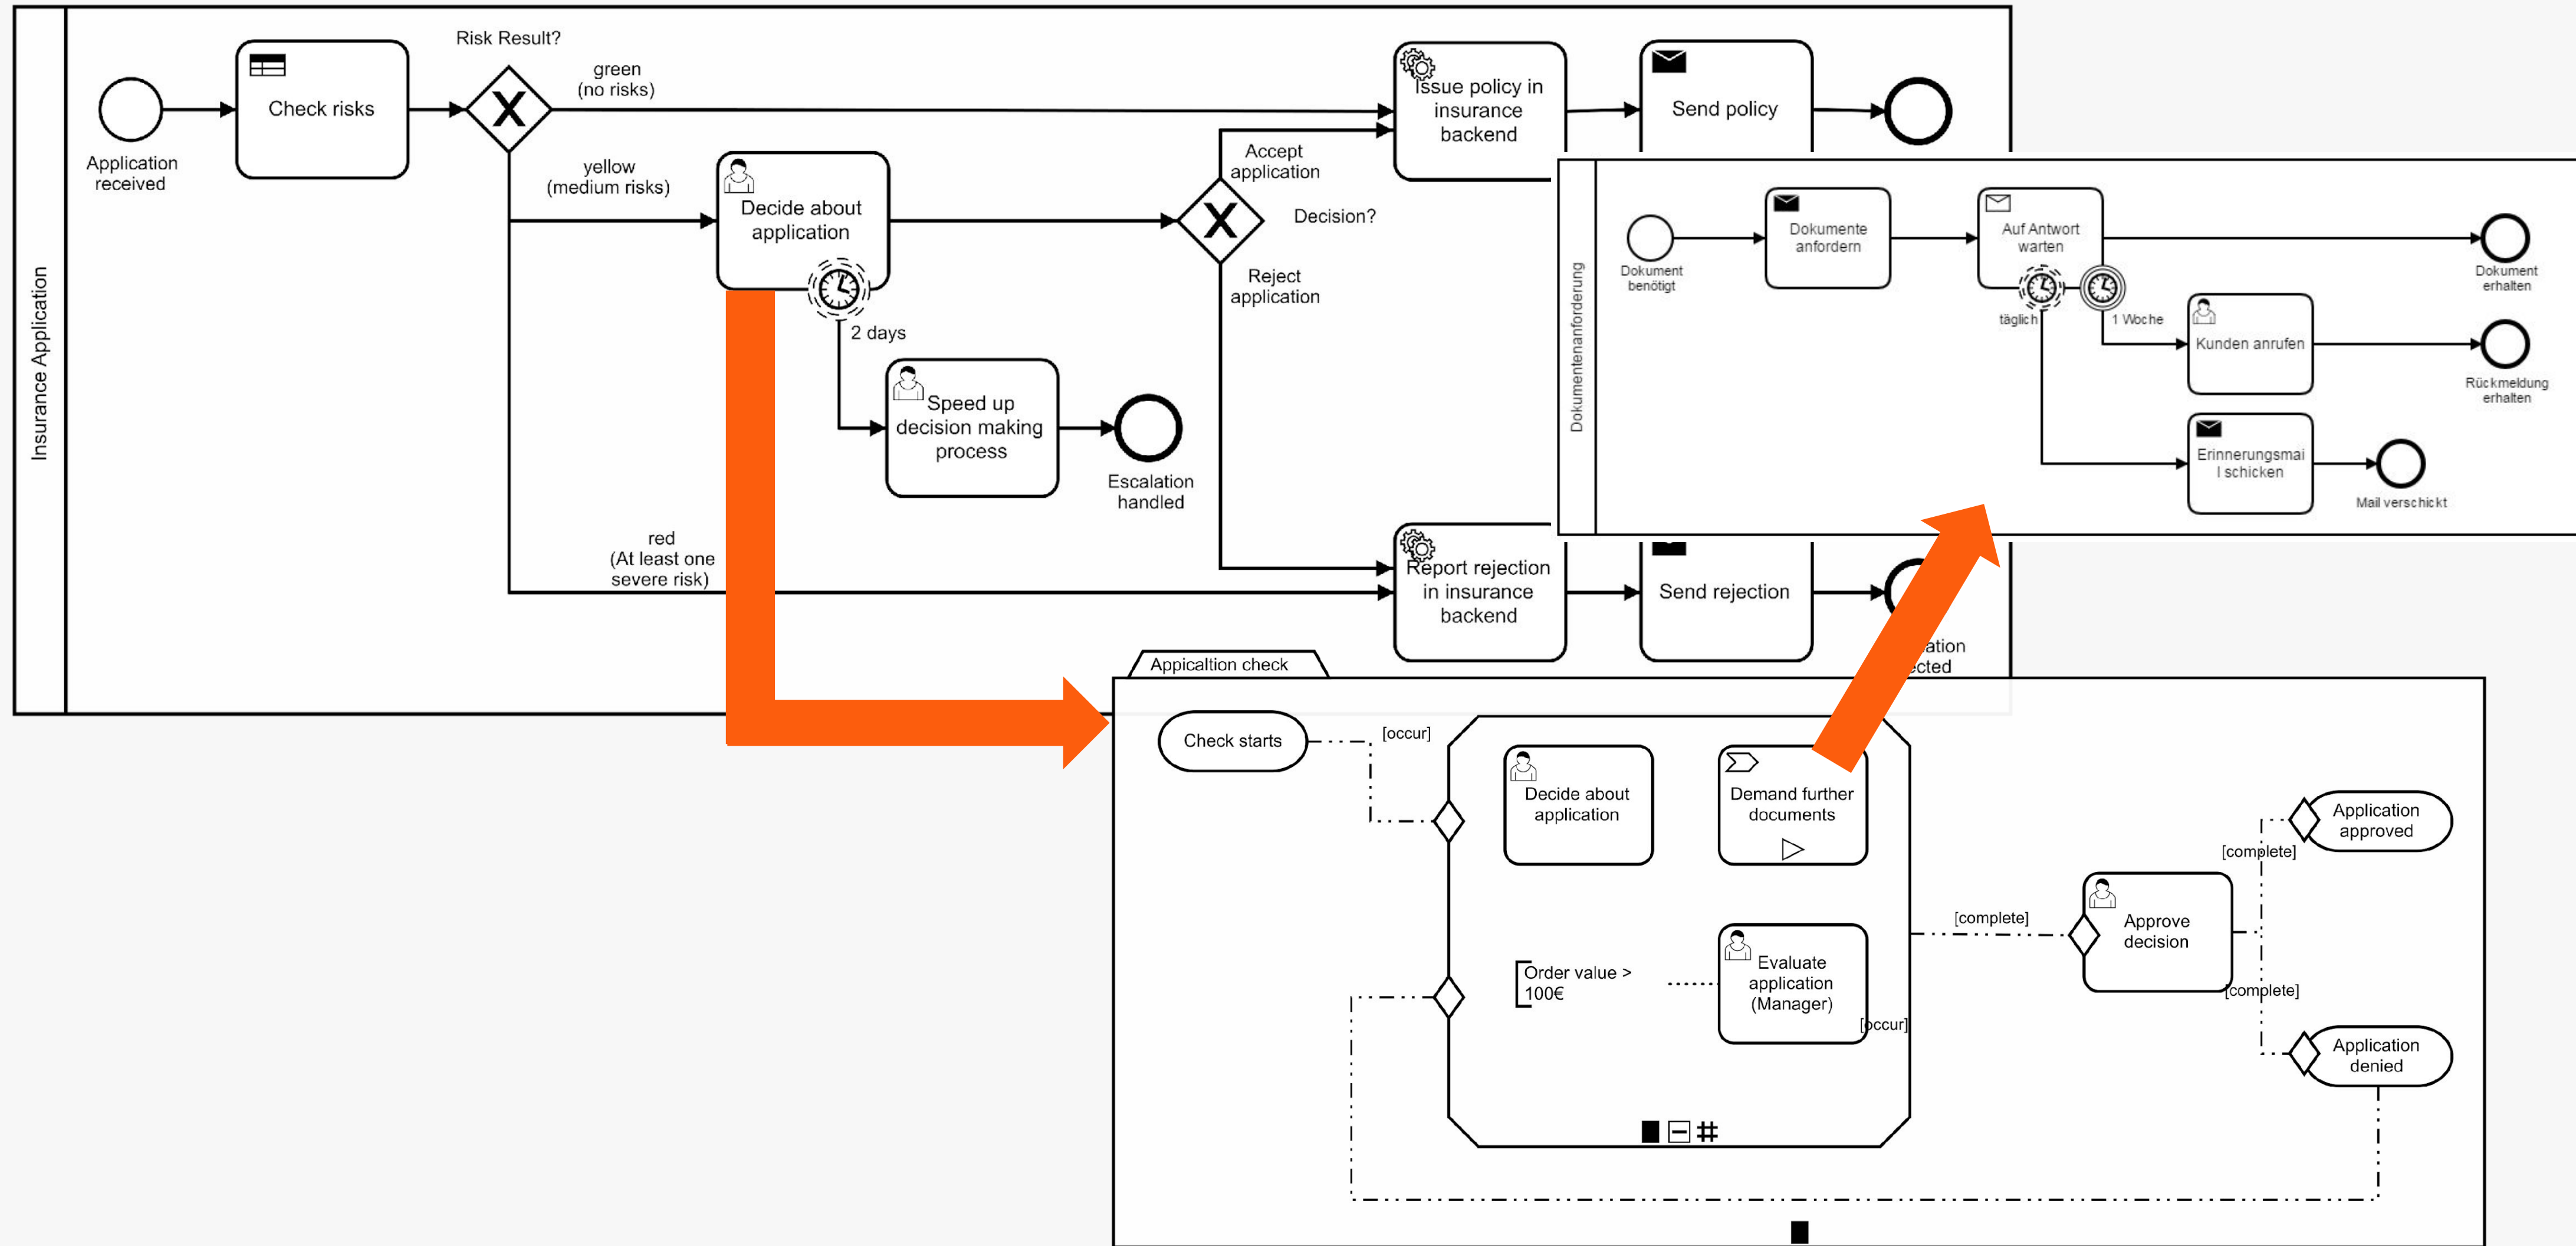 Insurance Application
Application
received
Check risks
Risk Result?
green
(no risks)
yellow
(medium risks)
red
(At least one
severe risk)
Decide about
application
2 days
Speed up
decision making
process
Escalation
handled
Accept
application
Decision?
Reject
application
Issue policy in
insurance
backend
Send policy
Report rejection
in insurance
backend
Send rejection
ation
ected
Dokumentenanforderung
Dokument
benötigt
Dokumente
anfordern
Auf Antwort
warten
täglich
1 Woche
Dokument
erhalten
Kunden anrufen
Rückmeldung
erhalten
Erinnerungsmai
l schicken
Mail verschickt
Appicaltion check
Check starts
[occur]
Decide about
application
Demand further
documents
Order value >
100€
Evaluate
application
(Manager)
[occur]
[complete]
Approve
decision
[complete]
[complete]
Application
approved
Application
denied